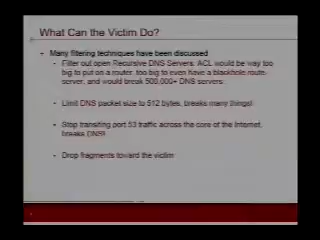 What Can the Victim Do?
Many filtering techniques have been discussed
Filter out open Recursive DNS Servers: ACL would be way too
big to put on a router, too big to even have a blackhole route-
server, and would break 500,000+ DNS servers.
Limit DNS packet size to 512 bytes, breaks many things!
Stop transiting port 53 traffic across the core of the Internet,
breaks DNS!!
Drop fragments toward the victim